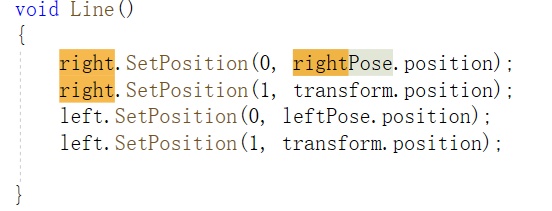 void Line()
{
right.SetPosition(0, rightPose.position);
right.SetPosition(1, transform.position);
left.SetPosition(0, leftPose.position);
left.SetPosition(1, transform.position);
}